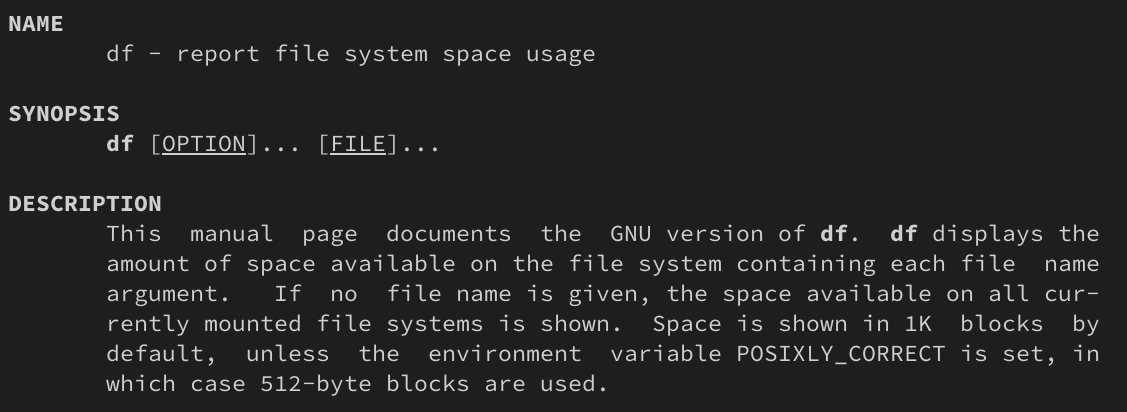 NAME
df - report file system space usage
SYNOPSIS
df [OPTION]... [FILE]...
DESCRIPTION
This manual page documents the GNU version of df. df displays the
amount of space available on the file system containing each file name
argument. If no file name is given, the space available on all cur-
rently mounted file systems is shown. Space is shown in 1K blocks by
default, unless the environment variable POSIXLY_CORRECT is set, in
which case 512-byte blocks are used.